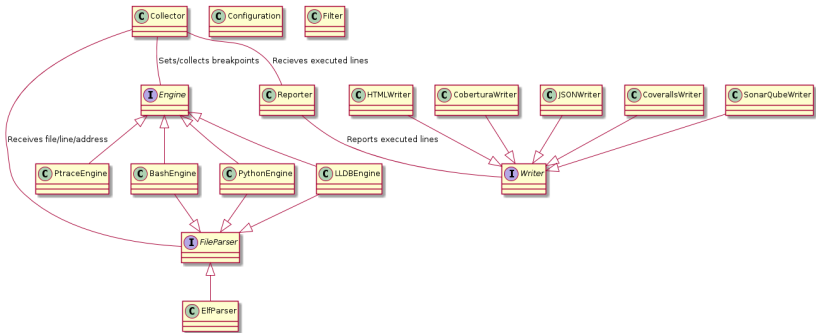 C Collector
C Configuration
C Filter
Sets/collects breakpoints
Recieves executed lines
I Engine
C Reporter
C HTMLWriter
C CoberturaWriter
C JSONWriter
C CoverallsWriter
C SonarQubeWriter
Receives file/line/address
Reports executed lines
C PtraceEngine
C BashEngine
C PythonEngine
C LLDBEngine
I Writer
I FileParser
C ElfParser